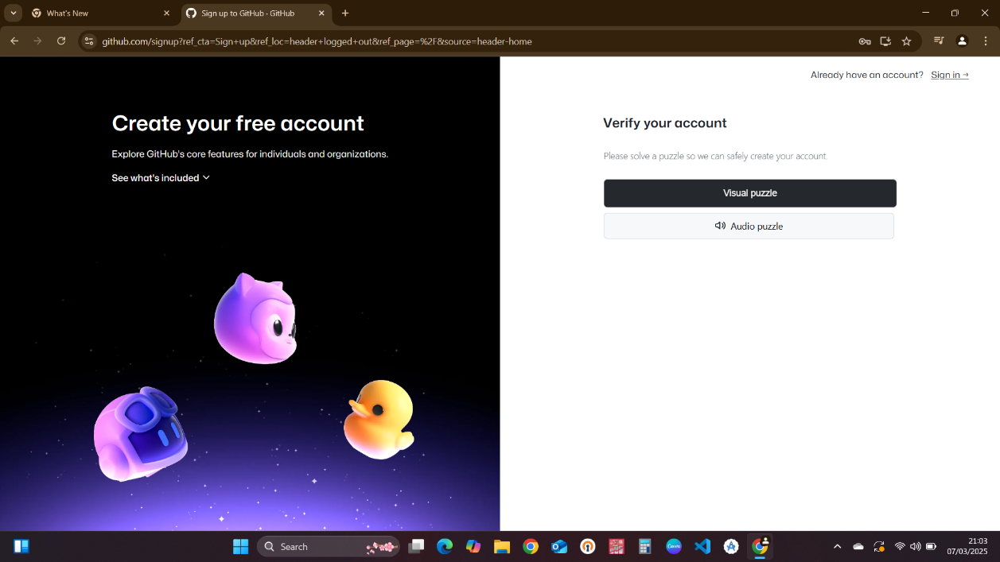 What's New
Sign up to GitHub · GitHub
github.com/signup?ref_cta=Sign+up&ref_loc=header+logged+out&ref_page=%2F&source=header-home
Already have an account? Sign in →
Create your free account
Explore GitHub's core features for individuals and organizations.
See what's included
Verify your account
Please solve a puzzle so we can safely create your account.
Visual puzzle
Audio puzzle
Search
Canva
21:03
07/03/2025